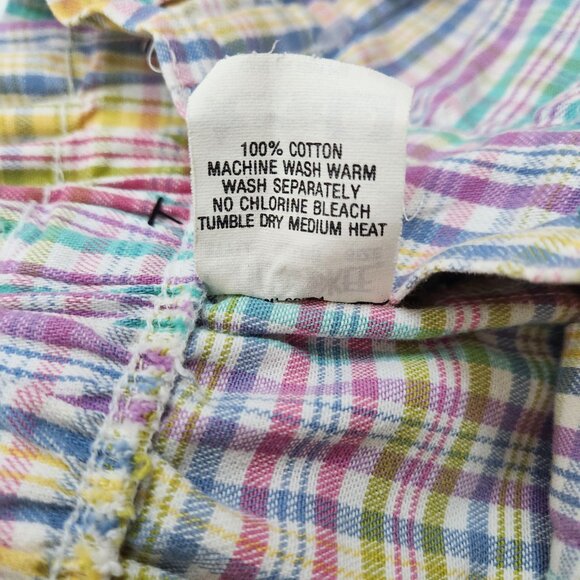 100% COTTON
MACHINE WASH WARM
WASH SEPARATELY
NO CHLORINE BLEACH
TUMBLE DRY MEDIUM HEAT